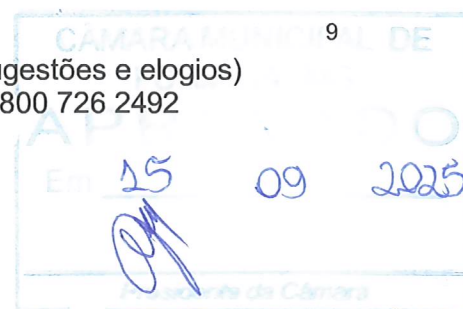 9
CÂMARA MUNICIPAL DE
ugestões e elogios)
800 726 2492
Em 15 09 2025
Presidente da Câmara